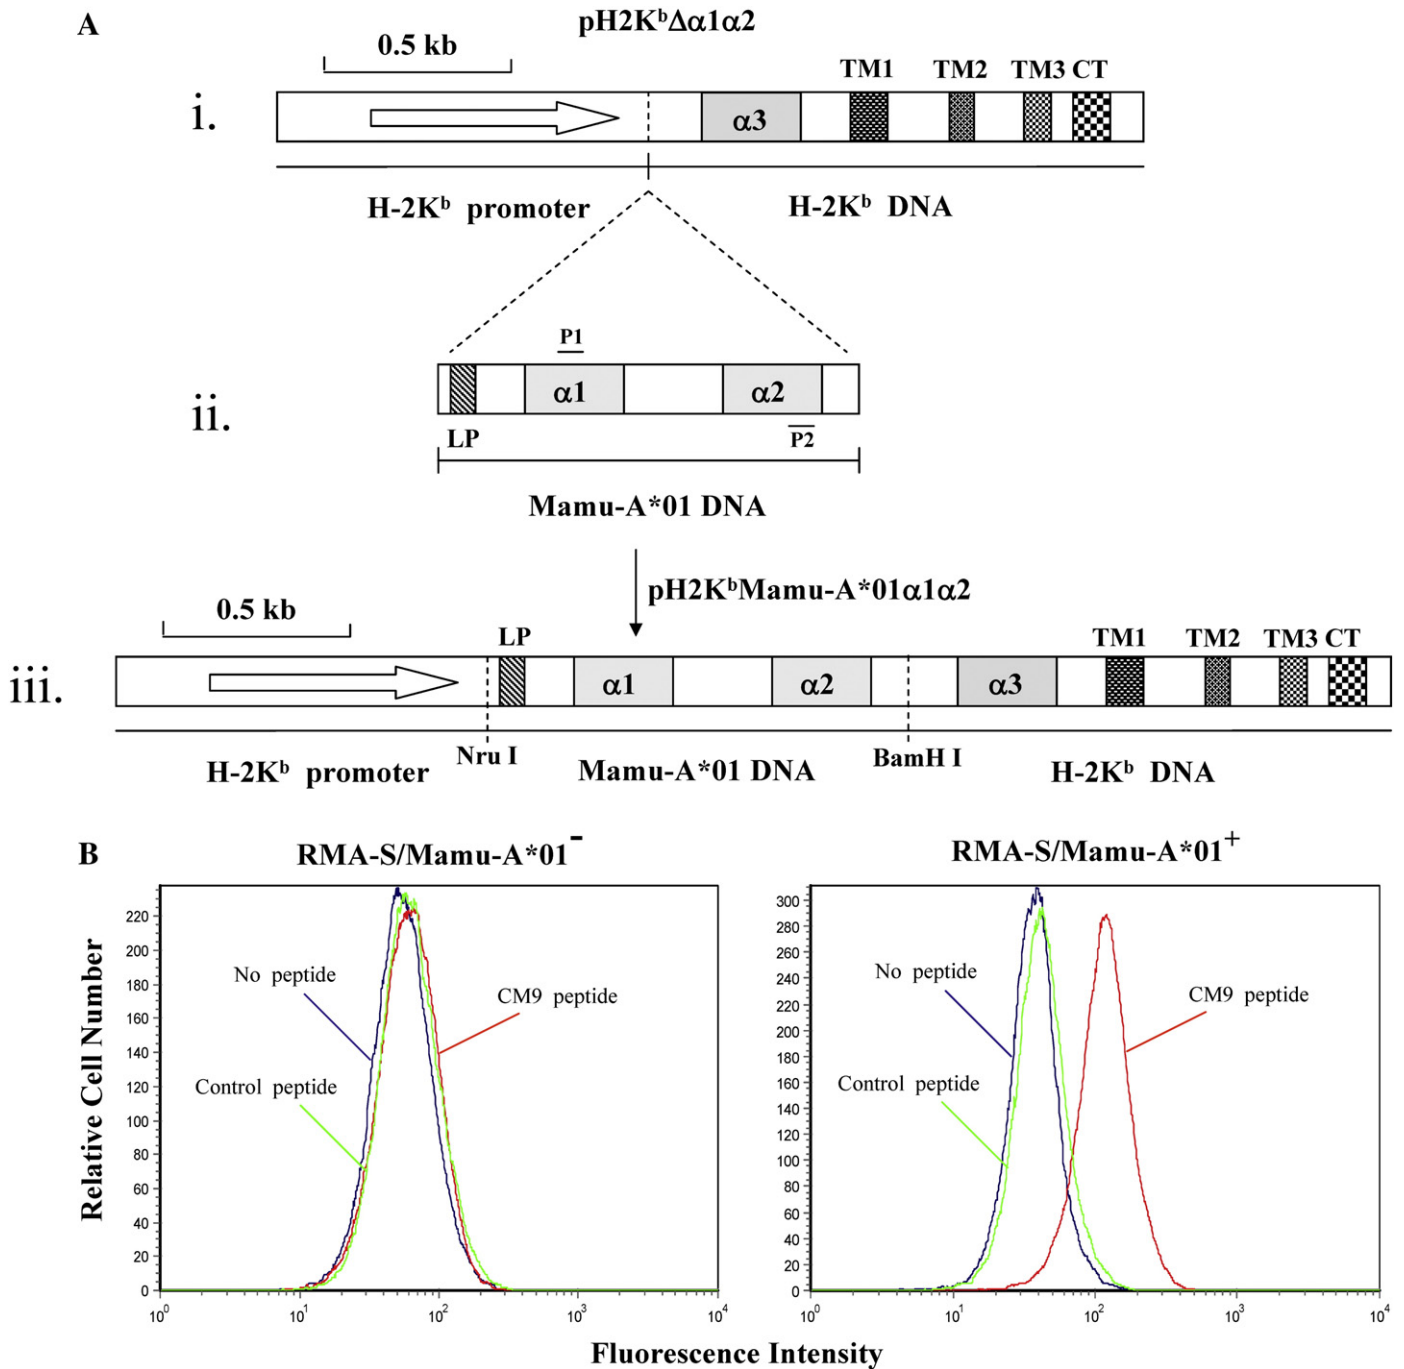 A
pH2KᵇΔα1α2
0.5 kb
TM1 TM2 TM3 CT
i.
α3
H-2Kᵇ promoter
H-2Kᵇ DNA
P1
ii.
α1
α2
LP
P2
Mamu-A*01 DNA
pH2KᵇMamu-A*01α1α2
0.5 kb
LP
TM1 TM2 TM3 CT
iii.
α1
α2
α3
Nru I
BamH I
H-2Kᵇ promoter
Mamu-A*01 DNA
H-2Kᵇ DNA
B
RMA-S/Mamu-A*01⁻
RMA-S/Mamu-A*01⁺
Relative Cell Number
220
200
180
160
140
120
100
80
60
40
20
0
No peptide
CM9 peptide
Control peptide
10⁰ 10¹ 10² 10³ 10⁴
300
280
260
240
220
200
180
160
140
120
100
80
60
40
20
0
No peptide
CM9 peptide
Control peptide
10⁰ 10¹ 10² 10³ 10⁴
Fluorescence Intensity